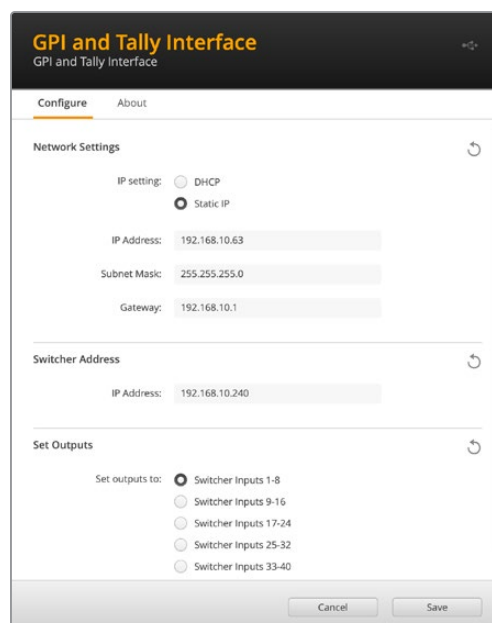 GPI and Tally Interface
GPI and Tally Interface
Configure About
Network Settings
IP setting: DHCP
Static IP
IP Address: 192.168.10.63
Subnet Mask: 255.255.255.0
Gateway: 192.168.10.1
Switcher Address
IP Address: 192.168.10.240
Set Outputs
Set outputs to: Switcher Inputs 1-8
Switcher Inputs 9-16
Switcher Inputs 17-24
Switcher Inputs 25-32
Switcher Inputs 33-40
Cancel Save